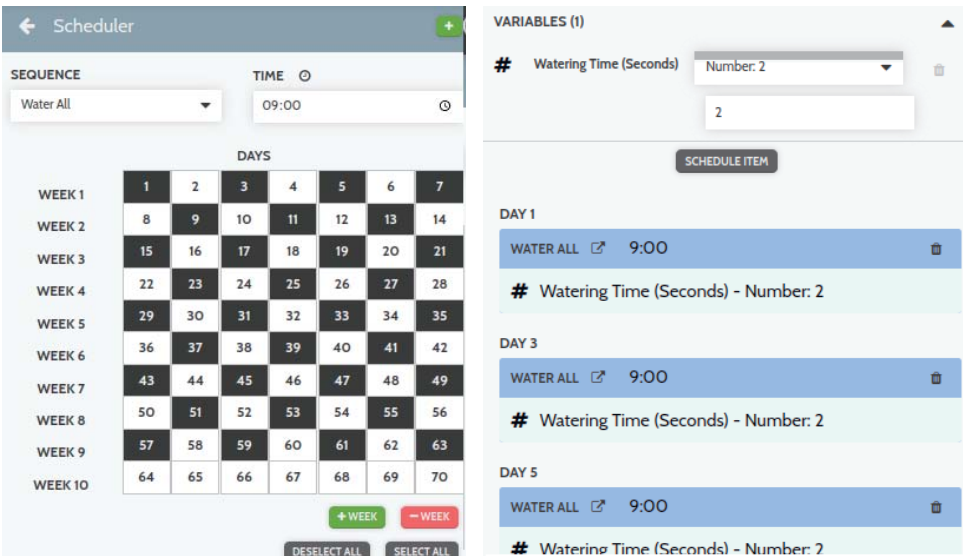 Scheduler
+
SEQUENCE
TIME
Water All
09:00
DAYS
WEEK 1 1 2 3 4 5 6 7
WEEK 2 8 9 10 11 12 13 14
WEEK 3 15 16 17 18 19 20 21
WEEK 4 22 23 24 25 26 27 28
WEEK 5 29 30 31 32 33 34 35
WEEK 6 36 37 38 39 40 41 42
WEEK 7 43 44 45 46 47 48 49
WEEK 8 50 51 52 53 54 55 56
WEEK 9 57 58 59 60 61 62 63
WEEK 10 64 65 66 67 68 69 70
+ WEEK
− WEEK
DESELECT ALL
SELECT ALL
VARIABLES (1)
# Watering Time (Seconds)
Number: 2
2
SCHEDULE ITEM
DAY 1
WATER ALL 9:00
# Watering Time (Seconds) - Number: 2
DAY 3
WATER ALL 9:00
# Watering Time (Seconds) - Number: 2
DAY 5
WATER ALL 9:00
# Watering Time (Seconds) - Number: 2